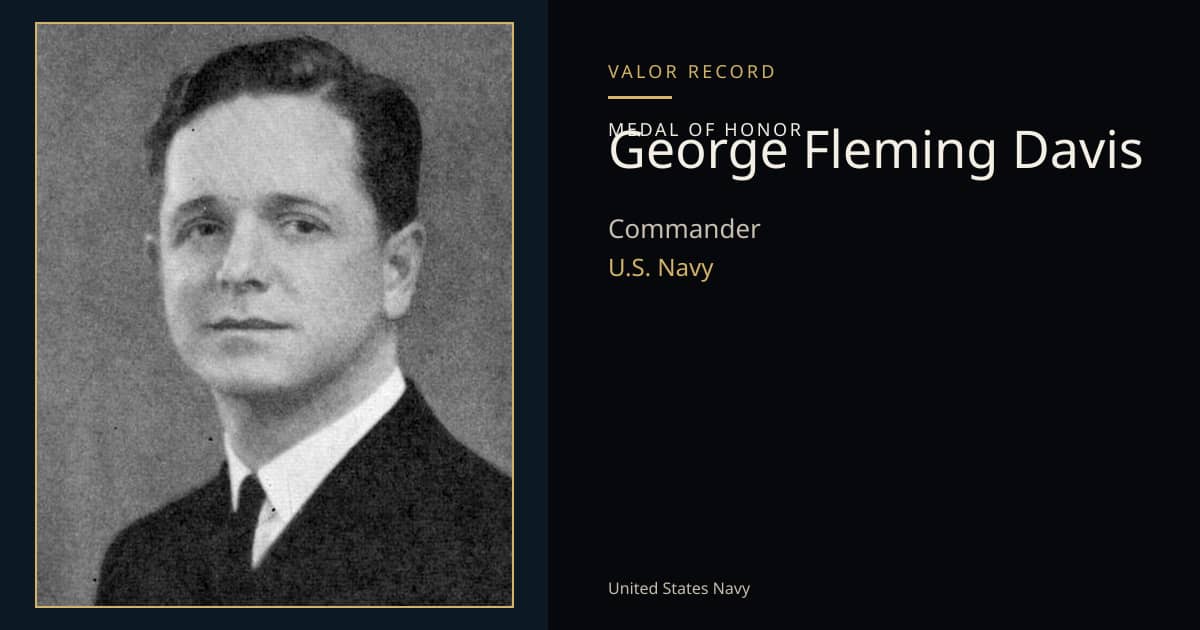 VALOR RECORD
MEDAL OF HONOR
George Fleming Davis
Commander
U.S. Navy
United States Navy